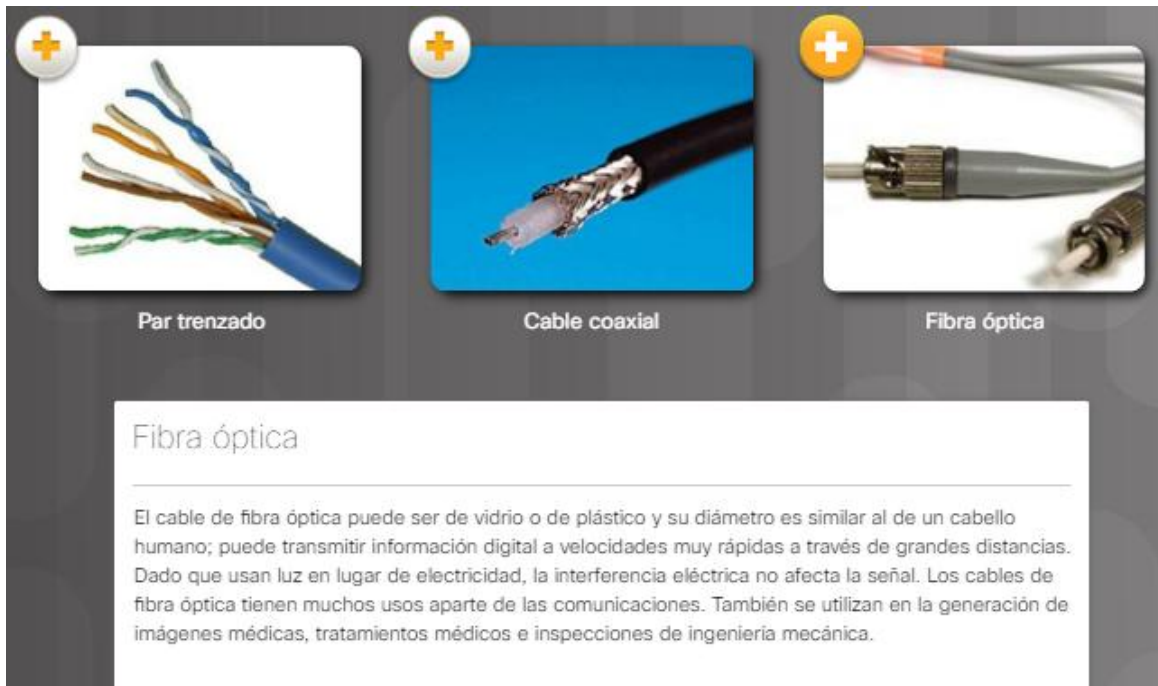 Par trenzado
Cable coaxial
Fibra óptica
Fibra óptica
El cable de fibra óptica puede ser de vidrio o de plástico y su diámetro es similar al de un cabello
humano; puede transmitir información digital a velocidades muy rápidas a través de grandes distancias.
Dado que usan luz en lugar de electricidad, la interferencia eléctrica no afecta la señal. Los cables de
fibra óptica tienen muchos usos aparte de las comunicaciones. También se utilizan en la generación de
imágenes médicas, tratamientos médicos e inspecciones de ingeniería mecánica.